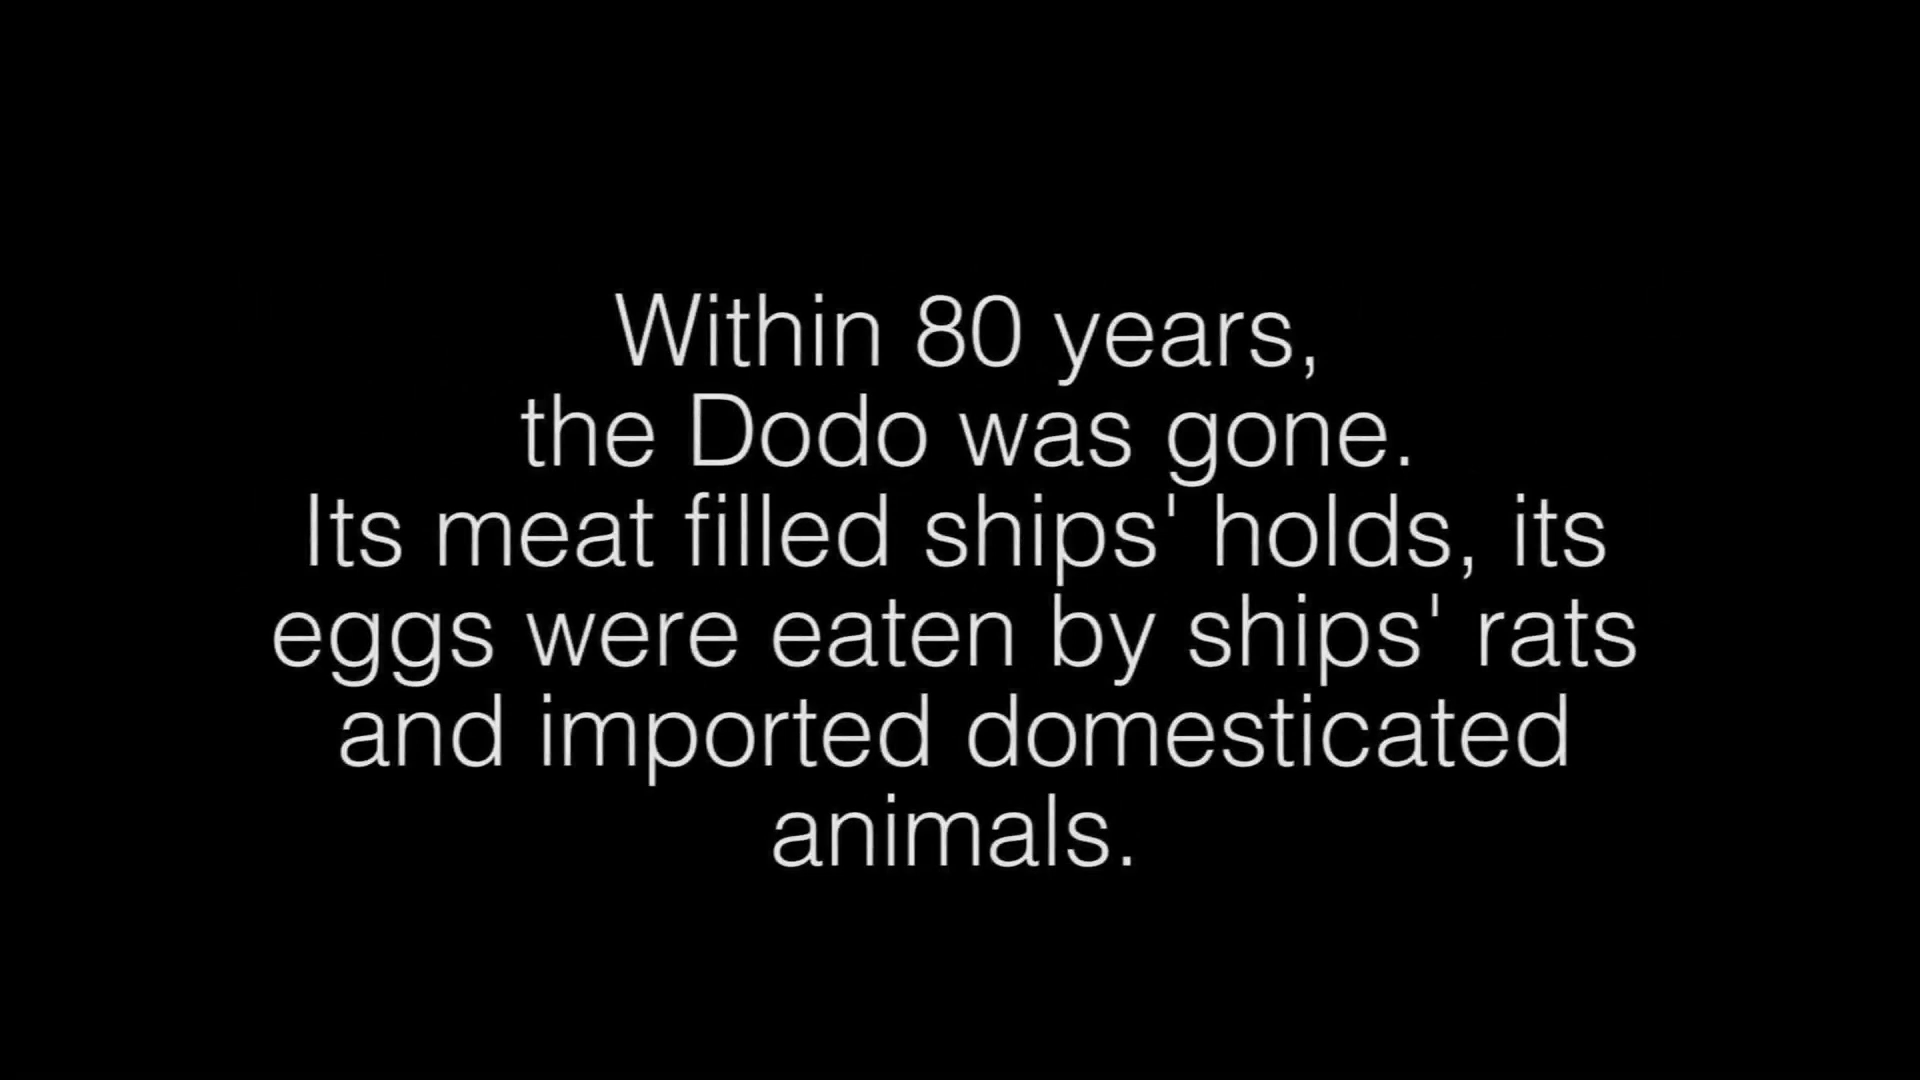 Within 80 years,
the Dodo was gone.
Its meat filled ships' holds, its
eggs were eaten by ships' rats
and imported domesticated
animals.